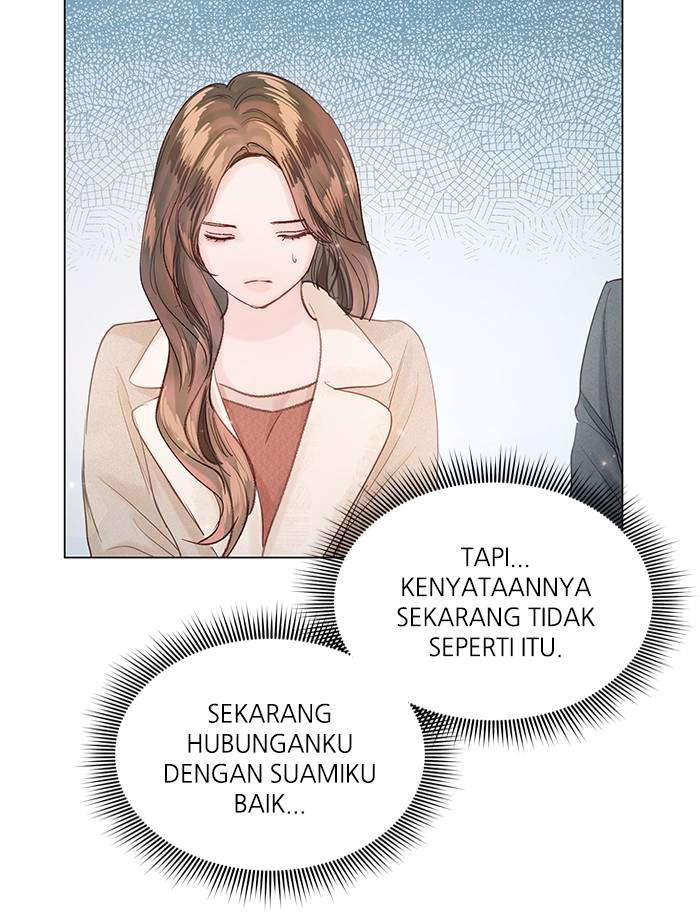 TAPI...
KENYATAANNYA
SEKARANG TIDAK
SEPERTI ITU.
SEKARANG
HUBUNGANKU
DENGAN SUAMIKU
BAIK...